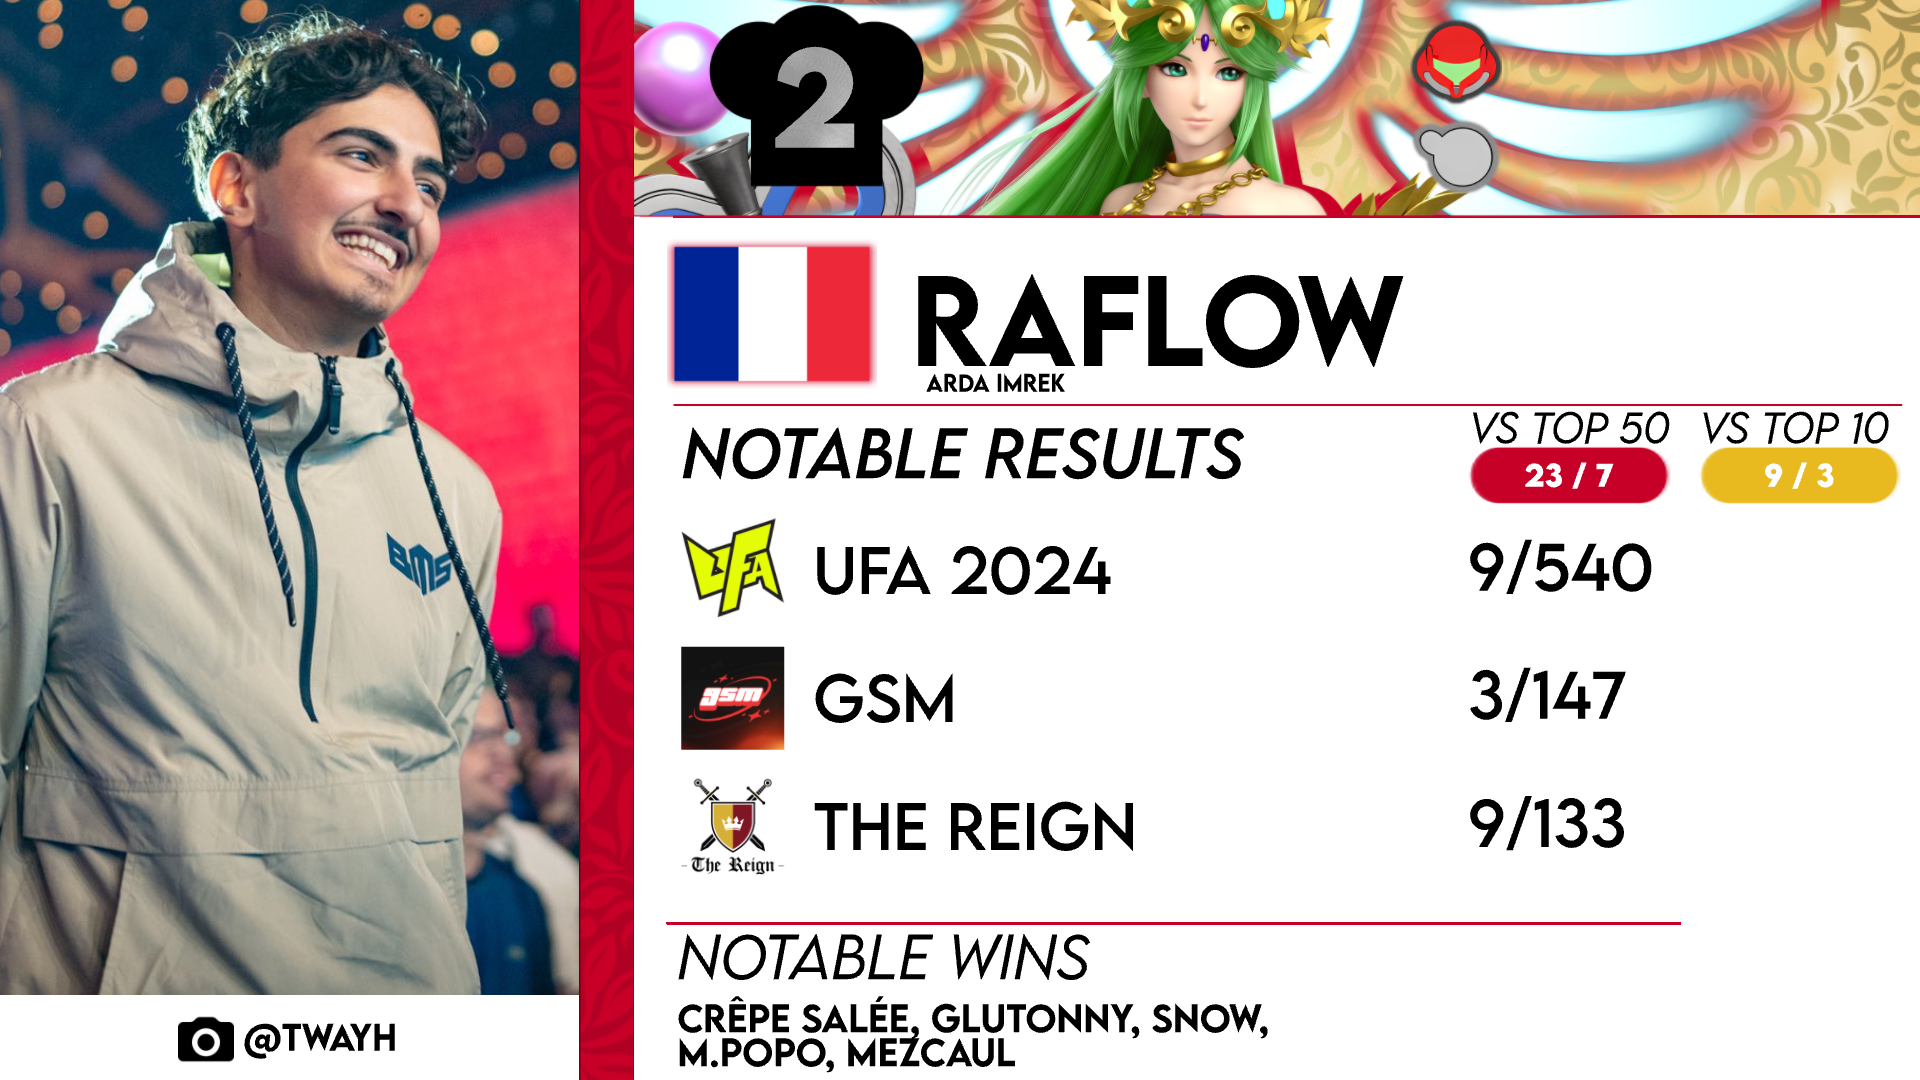 2
RAFLOW
ARDA IMREK
NOTABLE RESULTS
VS TOP 50
VS TOP 10
23 / 7
9 / 3
UFA
UFA 2024
9/540
gsm
GSM
3/147
- The Reign -
THE REIGN
9/133
NOTABLE WINS
CRÊPE SALÉE, GLUTONNY, SNOW,
M.POPO, MEZCAUL
BMS
@TWAYH